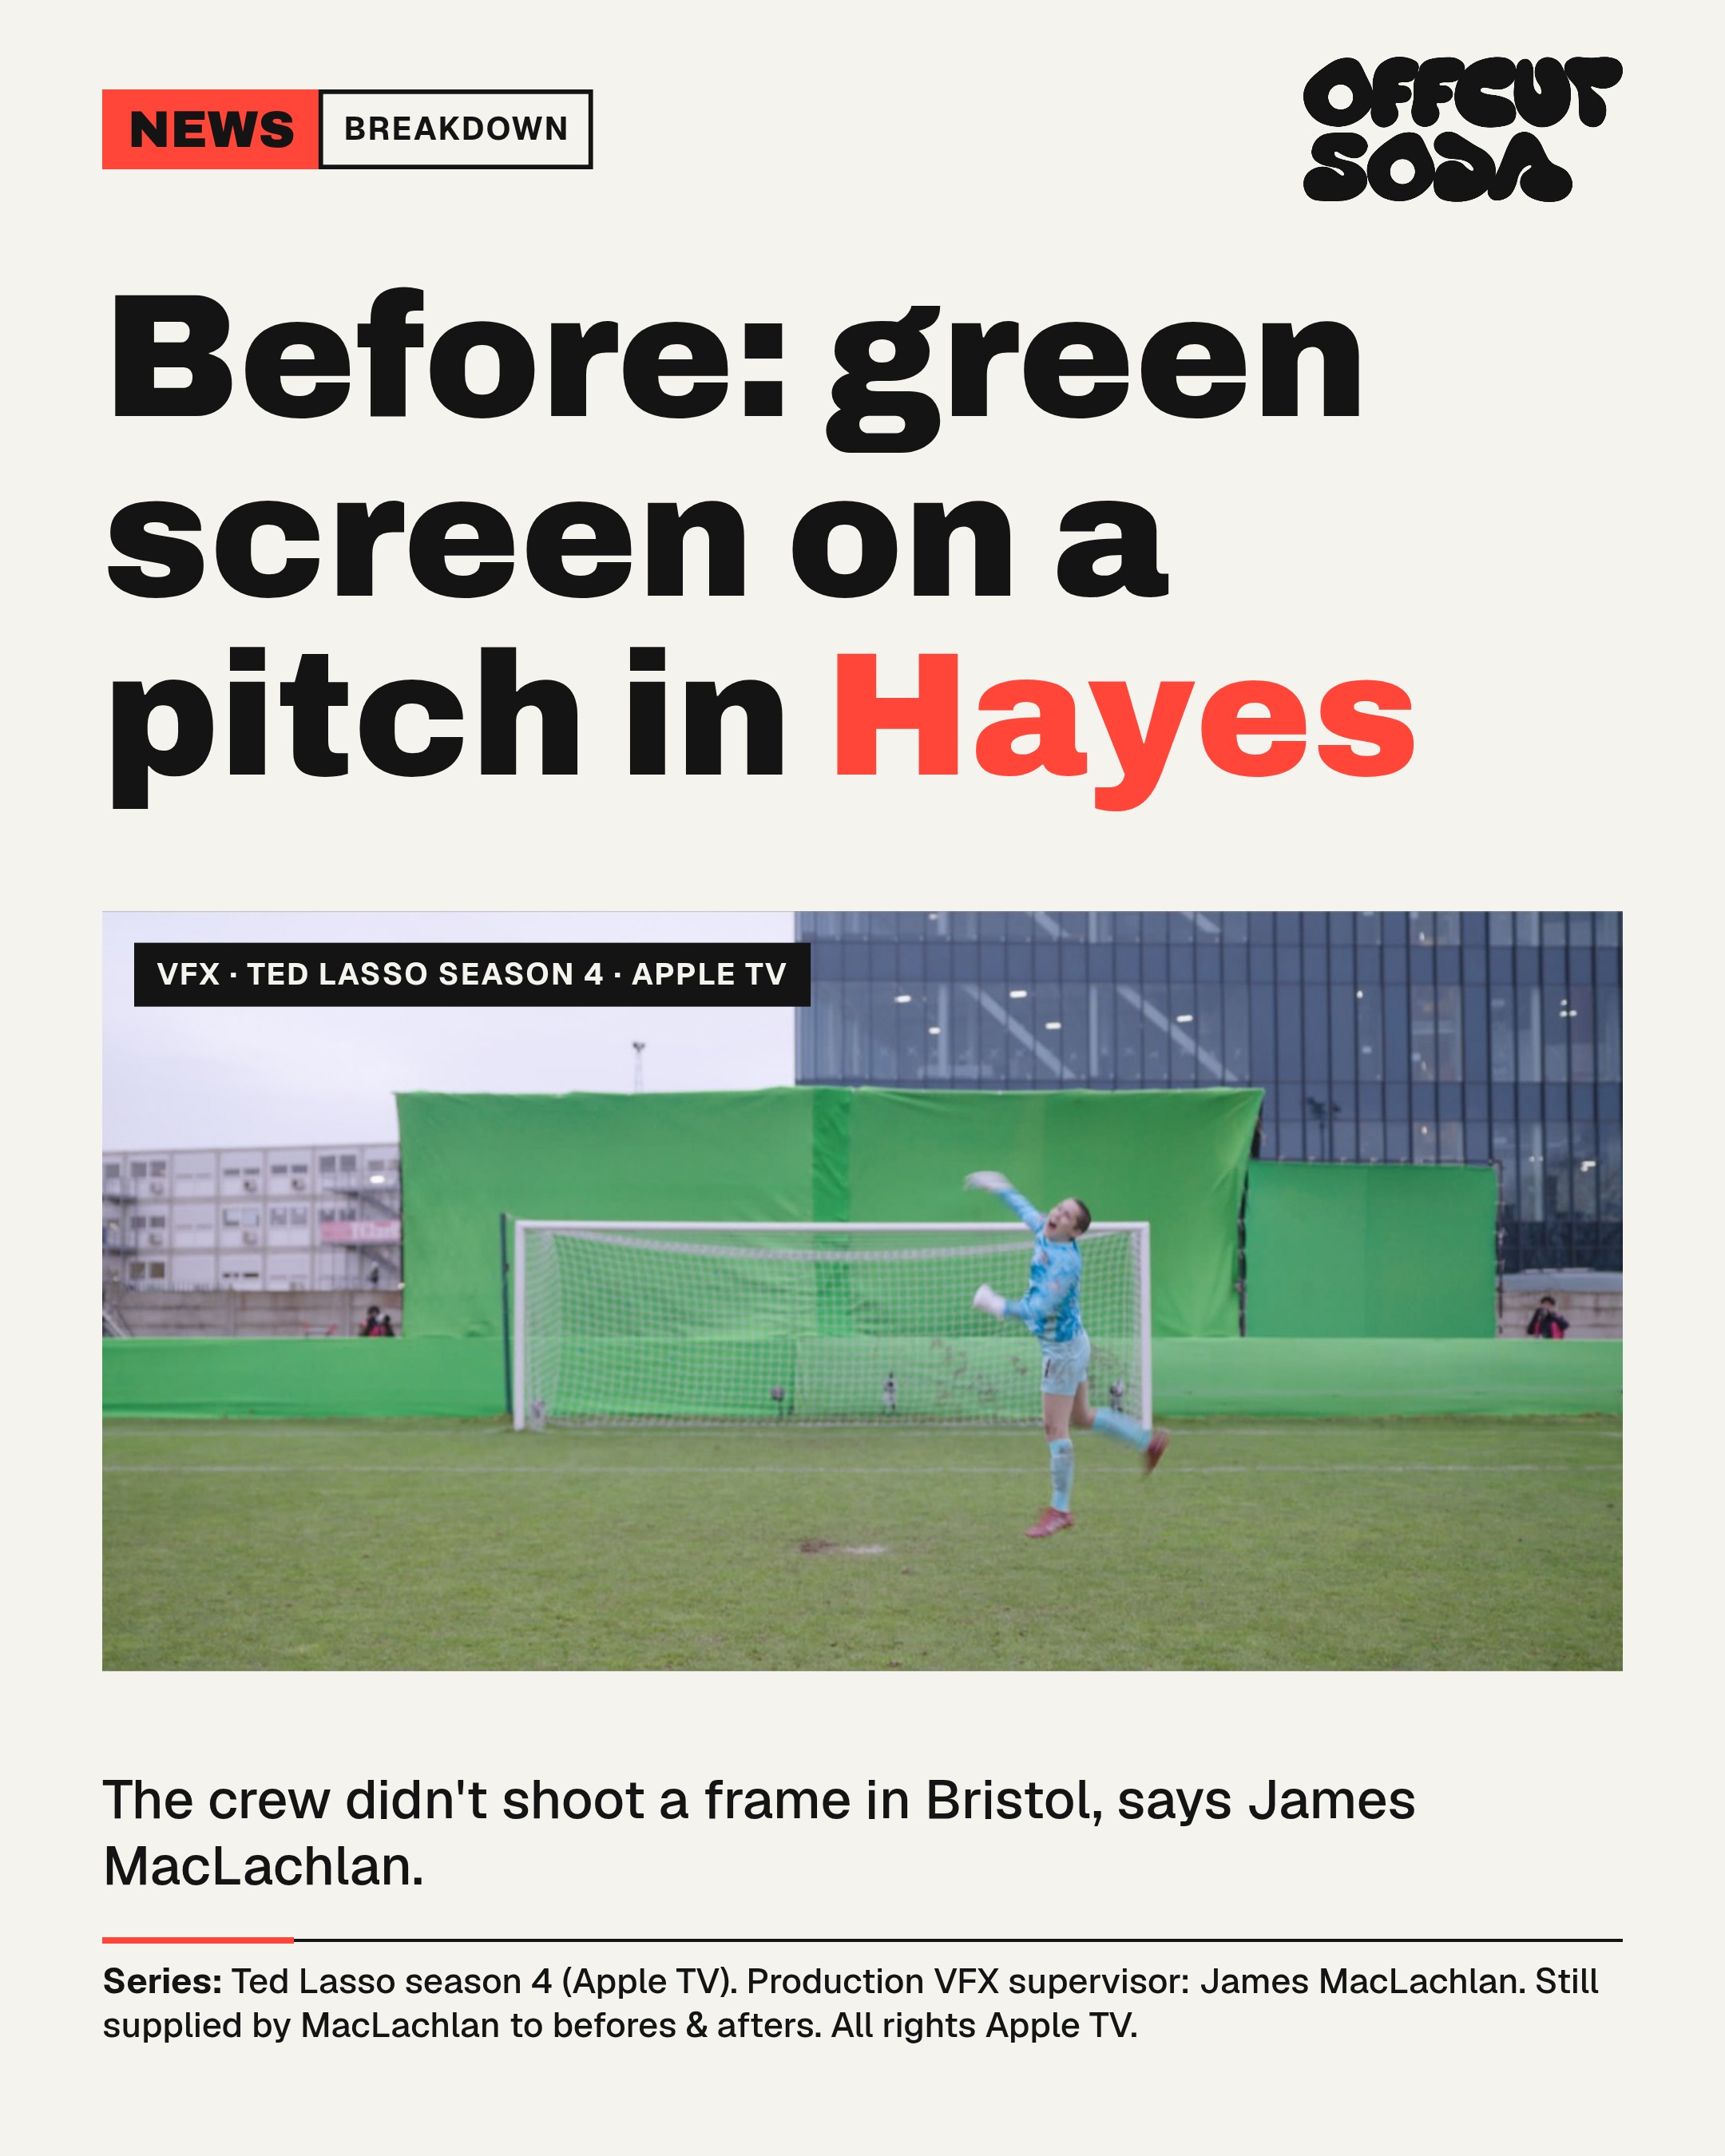 NEWS BREAKDOWN
OFFCUT
SODA
Before: green
screen on a
pitch in Hayes
VFX · TED LASSO SEASON 4 · APPLE TV
The crew didn't shoot a frame in Bristol, says James
MacLachlan.
Series: Ted Lasso season 4 (Apple TV). Production VFX supervisor: James MacLachlan. Still
supplied by MacLachlan to befores & afters. All rights Apple TV.